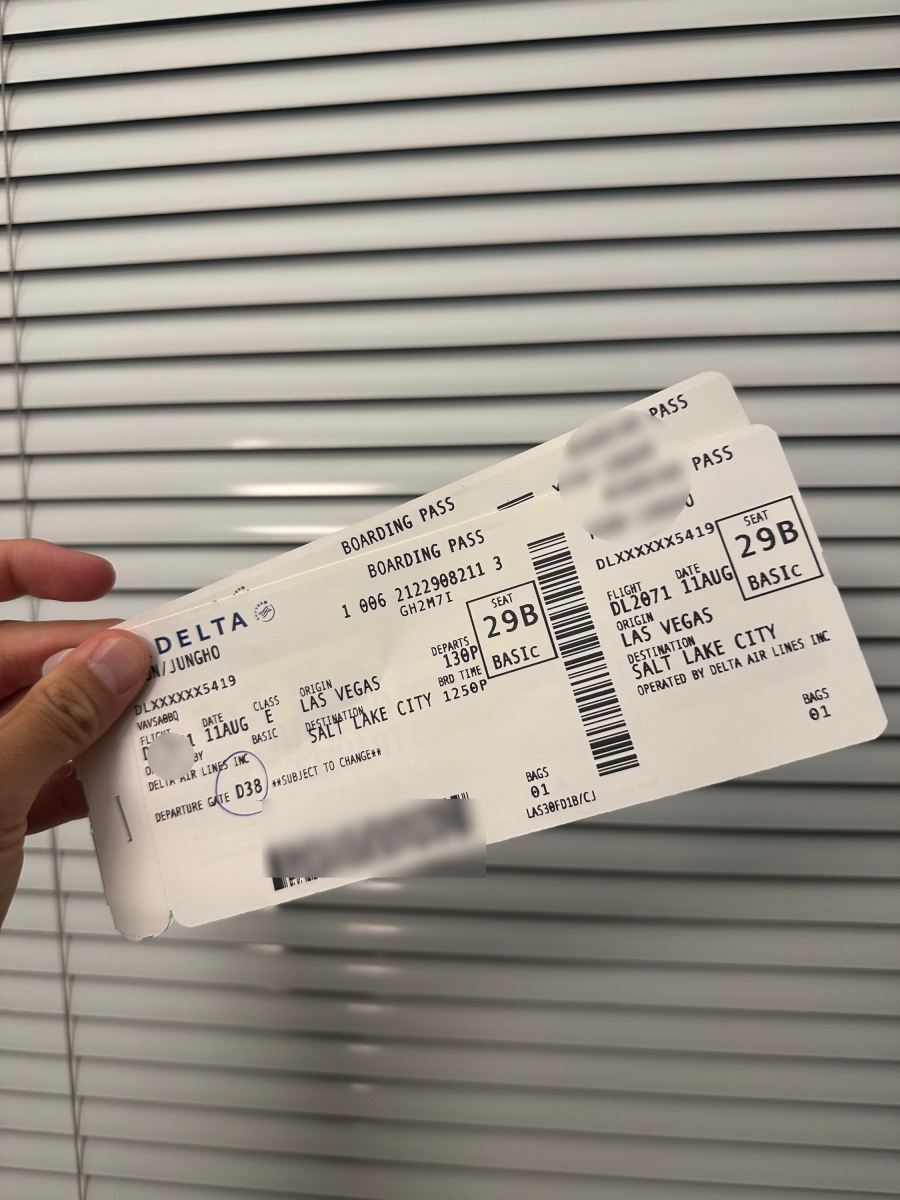 PASS
BOARDING PASS
PASS
BOARDING PASS
1 006 2122908211 3
GH2M7I
DELTA
/JUNGHO
DLXXXXXX5419
VAVSA0BQ
DATE CLASS
11AUG E
BY BASIC
DELTA AIR LINES INC
DEPARTURE GATE D38 **SUBJECT TO CHANGE**
ORIGIN
LAS VEGAS
DESTINATION
SALT LAKE CITY
DEPARTS
130P
BRD TIME
1250P
SEAT
29B
BASIC
BAGS
01
LAS30FD1B/CJ
DLXXXXXX5419
FLIGHT DATE
DL2071 11AUG
ORIGIN
LAS VEGAS
DESTINATION
SALT LAKE CITY
OPERATED BY DELTA AIR LINES INC
SEAT
29B
BASIC
BAGS
01